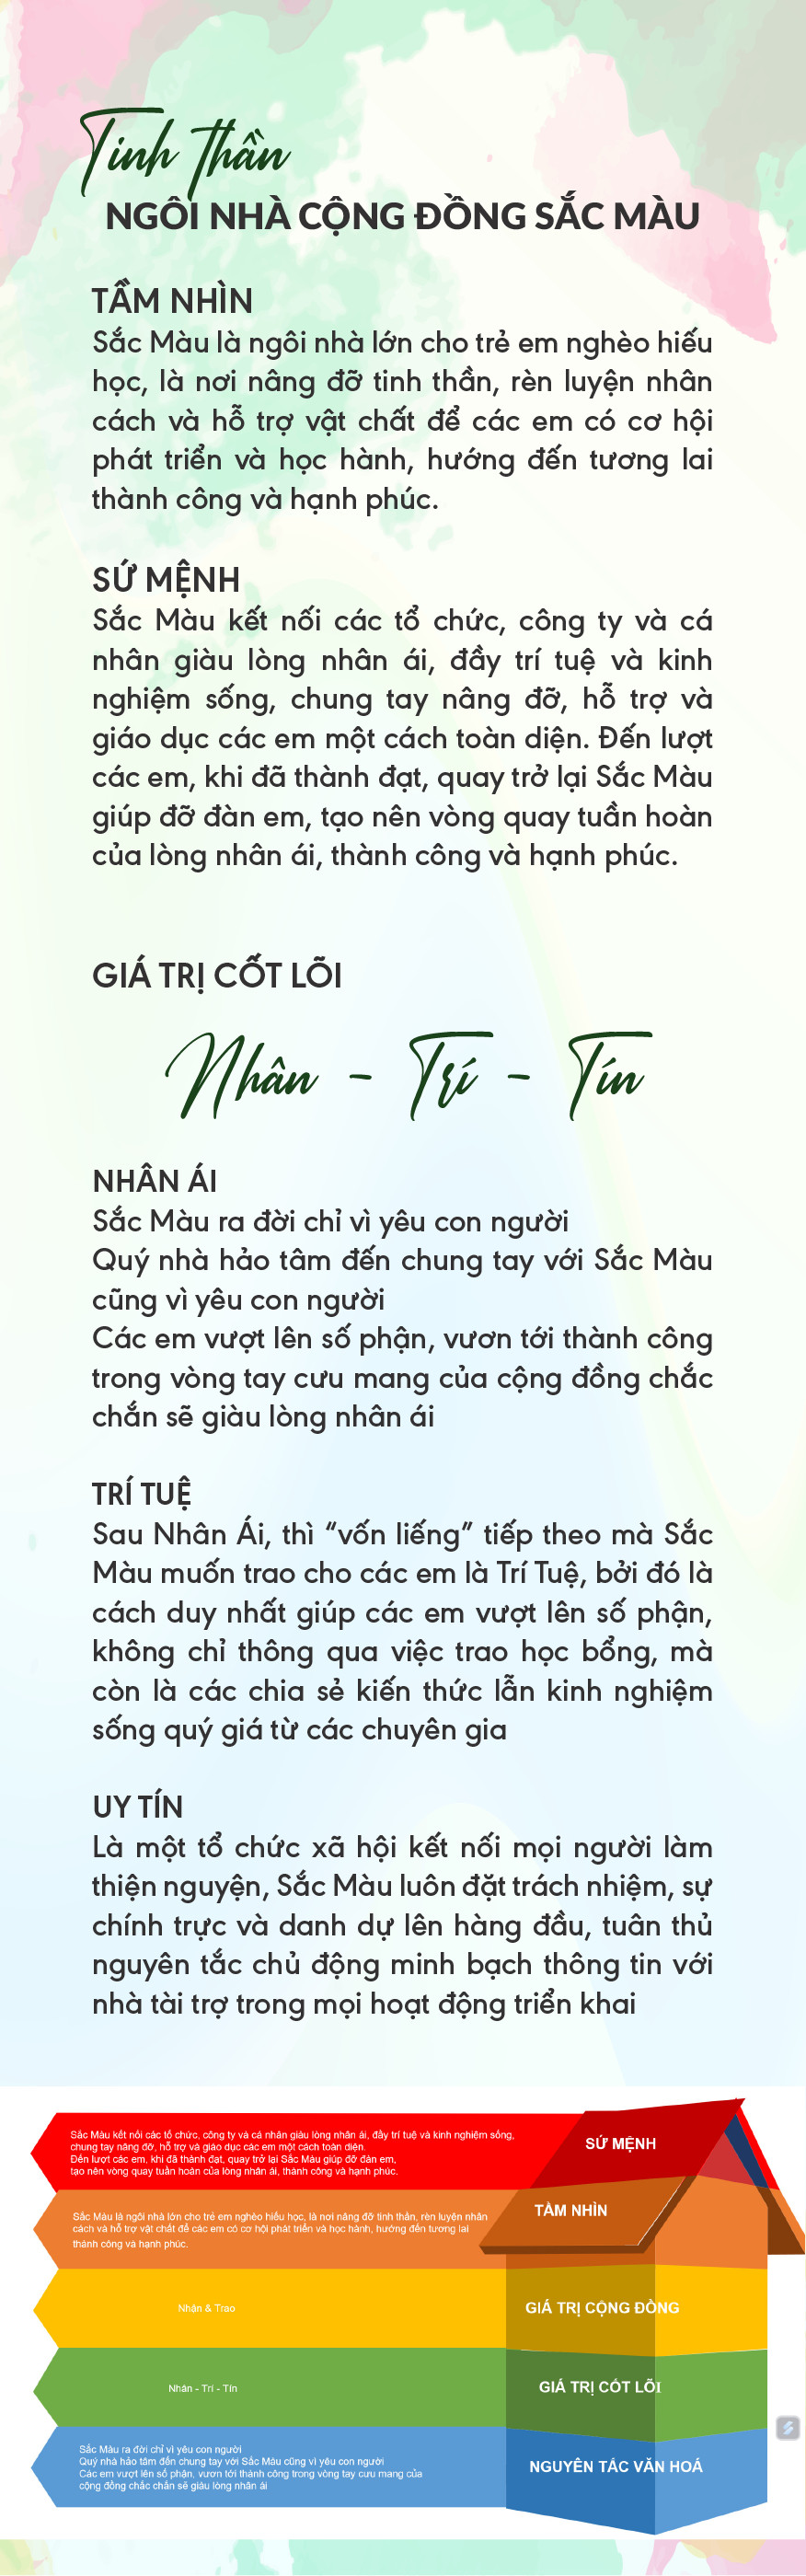 Tinh Thần
NGÔI NHÀ CỘNG ĐỒNG SẮC MÀU
TẦM NHÌN
Sắc Màu là ngôi nhà lớn cho trẻ em nghèo hiếu
học, là nơi nâng đỡ tinh thần, rèn luyện nhân
cách và hỗ trợ vật chất để các em có cơ hội
phát triển và học hành, hướng đến tương lai
thành công và hạnh phúc.
SỨ MỆNH
Sắc Màu kết nối các tổ chức, công ty và cá
nhân giàu lòng nhân ái, đầy trí tuệ và kinh
nghiệm sống, chung tay nâng đỡ, hỗ trợ và
giáo dục các em một cách toàn diện. Đến lượt
các em, khi đã thành đạt, quay trở lại Sắc Màu
giúp đỡ đàn em, tạo nên vòng quay tuần hoàn
của lòng nhân ái, thành công và hạnh phúc.
GIÁ TRỊ CỐT LÕI
Nhân - Trí - Tín
NHÂN ÁI
Sắc Màu ra đời chỉ vì yêu con người
Quý nhà hảo tâm đến chung tay với Sắc Màu
cũng vì yêu con người
Các em vượt lên số phận, vươn tới thành công
trong vòng tay cưu mang của cộng đồng chắc
chắn sẽ giàu lòng nhân ái
TRÍ TUỆ
Sau Nhân Ái, thì “vốn liếng” tiếp theo mà Sắc
Màu muốn trao cho các em là Trí Tuệ, bởi đó là
cách duy nhất giúp các em vượt lên số phận,
không chỉ thông qua việc trao học bổng, mà
còn là các chia sẻ kiến thức lẫn kinh nghiệm
sống quý giá từ các chuyên gia
UY TÍN
Là một tổ chức xã hội kết nối mọi người làm
thiện nguyện, Sắc Màu luôn đặt trách nhiệm, sự
chính trực và danh dự lên hàng đầu, tuân thủ
nguyên tắc chủ động minh bạch thông tin với
nhà tài trợ trong mọi hoạt động triển khai
Sắc Màu kết nối các tổ chức, công ty và cá nhân giàu lòng nhân ái, đầy trí tuệ và kinh nghiệm sống,
chung tay nâng đỡ, hỗ trợ và giáo dục các em một cách toàn diện.
Đến lượt các em, khi đã thành đạt, quay trở lại Sắc Màu giúp đỡ đàn em,
tạo nên vòng quay tuần hoàn của lòng nhân ái, thành công và hạnh phúc.
SỨ MỆNH
Sắc Màu là ngôi nhà lớn cho trẻ em nghèo hiếu học, là nơi nâng đỡ tinh thần, rèn luyện nhân
cách và hỗ trợ vật chất để các em có cơ hội phát triển và học hành, hướng đến tương lai
thành công và hạnh phúc.
TẦM NHÌN
Nhận & Trao
GIÁ TRỊ CỘNG ĐỒNG
Nhân - Trí - Tín
GIÁ TRỊ CỐT LÕI
Sắc Màu ra đời chỉ vì yêu con người
Quý nhà hảo tâm đến chung tay với Sắc Màu cũng vì yêu con người
Các em vượt lên số phận, vươn tới thành công trong vòng tay cưu mang của
cộng đồng chắc chắn sẽ giàu lòng nhân ái
NGUYÊN TẮC VĂN HOÁ